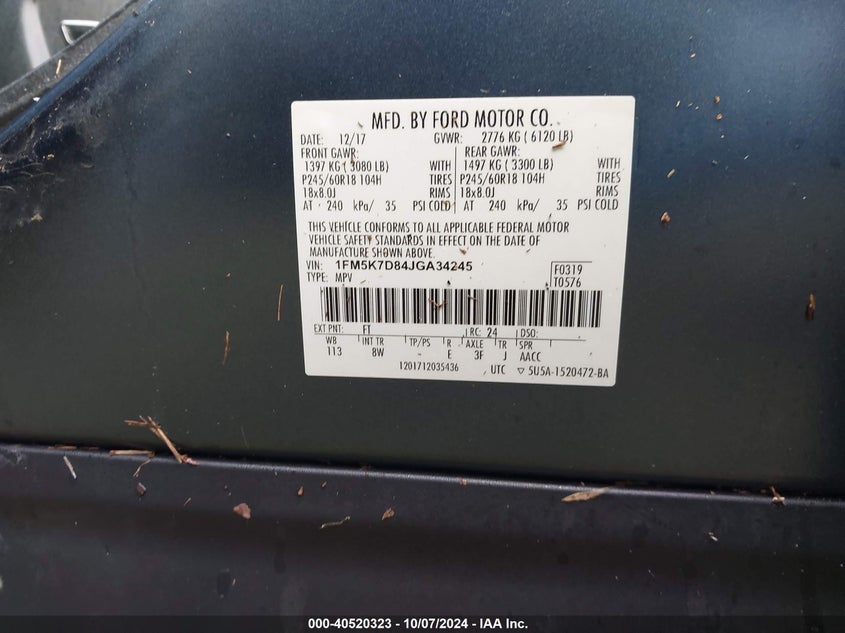 MFD. BY FORD MOTOR CO.
DATE: 12/17 GVWR: 2776 KG ( 6120 LB)
FRONT GAWR: REAR GAWR:
1397 KG ( 3080 LB) WITH 1497 KG ( 3300 LB) WITH
P245/60R18 104H TIRES P245/60R18 104H TIRES
18x8.0J RIMS 18x8.0J RIMS
AT 240 kPa/ 35 PSI COLD AT 240 kPa/ 35 PSI COLD
THIS VEHICLE CONFORMS TO ALL APPLICABLE FEDERAL MOTOR
VEHICLE SAFETY STANDARDS IN EFFECT ON THE DATE OF
MANUFACTURE SHOWN ABOVE.
VIN: 1FM5K7D84JGA34245 F0319
TYPE: MPV T0576
EXT PNT: FT RC: 24 DSO:
WB INT TR TP/PS R AXLE TR SPR
113 8W - E 3F J AACC
1201712035436 UTC ▽ 5U5A-1520472-BA
000-40520323 - 10/07/2024 - IAA Inc.